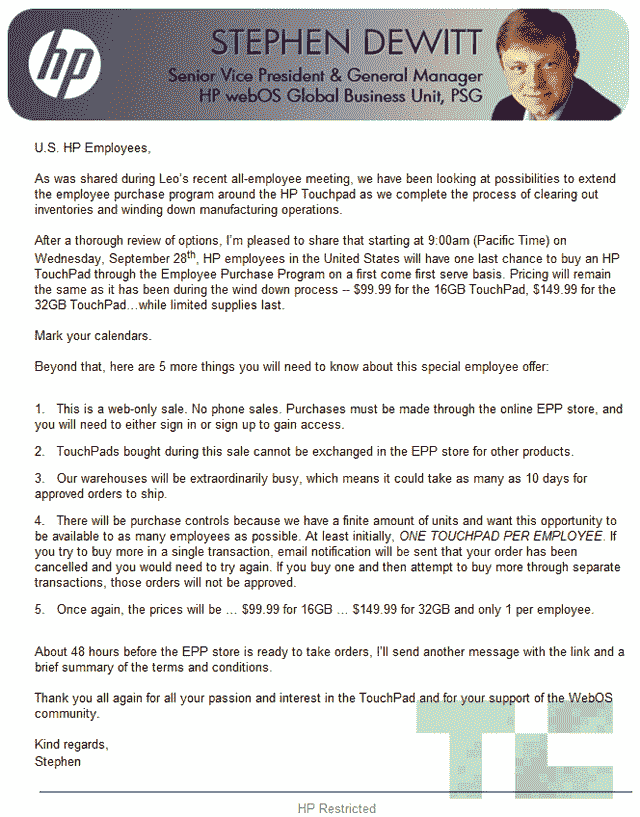 hp
STEPHEN DEWITT
Senior Vice President & General Manager
HP webOS Global Business Unit, PSG
U.S. HP Employees,
As was shared during Leo's recent all-employee meeting, we have been looking at possibilities to extend
the employee purchase program around the HP Touchpad as we complete the process of clearing out
inventories and winding down manufacturing operations.
After a thorough review of options, I'm pleased to share that starting at 9:00am (Pacific Time) on
Wednesday, September 28th, HP employees in the United States will have one last chance to buy an HP
TouchPad through the Employee Purchase Program on a first come first serve basis. Pricing will remain
the same as it has been during the wind down process -- $99.99 for the 16GB TouchPad, $149.99 for the
32GB TouchPad…while limited supplies last.
Mark your calendars.
Beyond that, here are 5 more things you will need to know about this special employee offer:
1. This is a web-only sale. No phone sales. Purchases must be made through the online EPP store, and
you will need to either sign in or sign up to gain access.
2. TouchPads bought during this sale cannot be exchanged in the EPP store for other products.
3. Our warehouses will be extraordinarily busy, which means it could take as many as 10 days for
approved orders to ship.
4. There will be purchase controls because we have a finite amount of units and want this opportunity to
be available to as many employees as possible. At least initially, ONE TOUCHPAD PER EMPLOYEE. If
you try to buy more in a single transaction, email notification will be sent that your order has been
cancelled and you would need to try again. If you buy one and then attempt to buy more through separate
transactions, those orders will not be approved.
5. Once again, the prices will be … $99.99 for 16GB … $149.99 for 32GB and only 1 per employee.
About 48 hours before the EPP store is ready to take orders, I'll send another message with the link and a
brief summary of the terms and conditions.
Thank you all again for all your passion and interest in the TouchPad and for your support of the WebOS
community.
Kind regards,
Stephen
HP Restricted